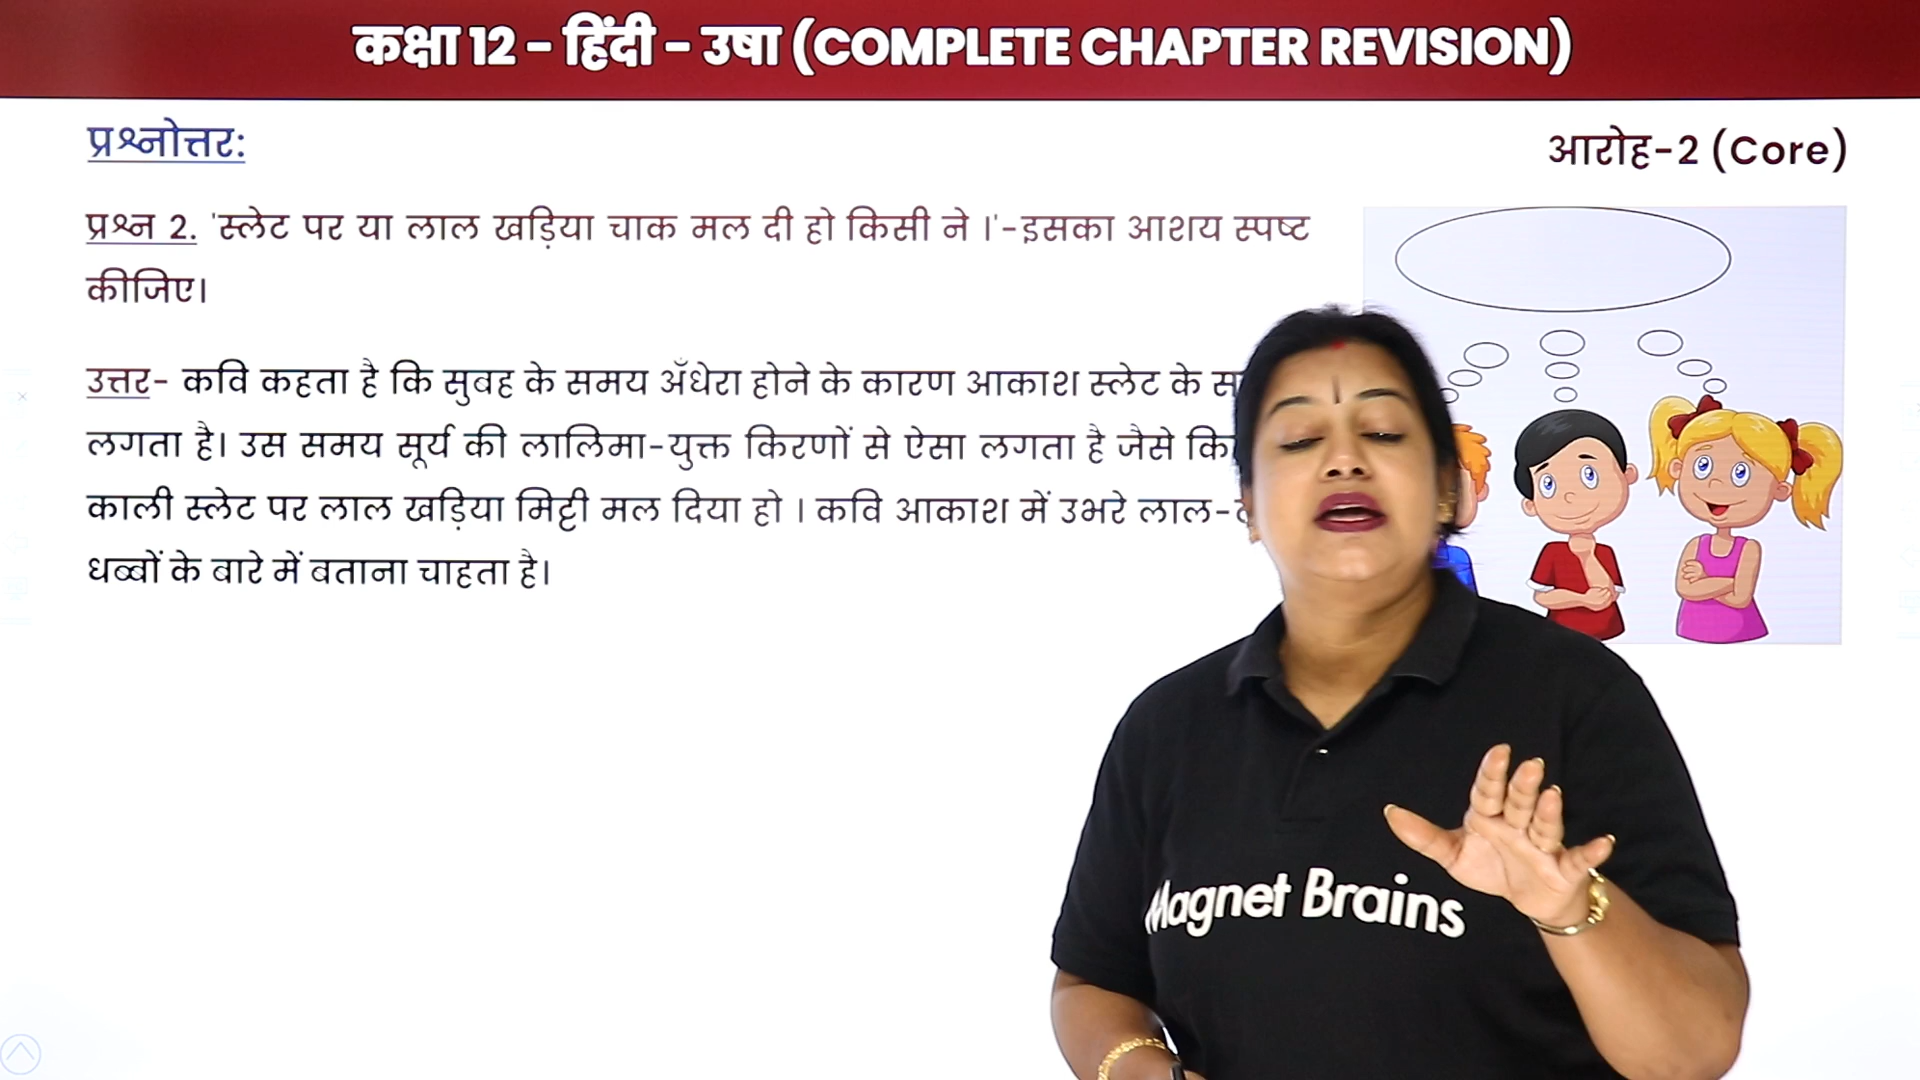 कक्षा 12 - हिंदी - उषा (COMPLETE CHAPTER REVISION)
प्रश्नोत्तर:
आरोह-2 (Core)
प्रश्न 2. 'स्लेट पर या लाल खड़िया चाक मल दी हो किसी ने ।'-इसका आशय स्पष्ट
कीजिए।
उत्तर- कवि कहता है कि सुबह के समय अँधेरा होने के कारण आकाश स्लेट के
लगता है। उस समय सूर्य की लालिमा-युक्त किरणों से ऐसा लगता है जैसे
काली स्लेट पर लाल खड़िया मिट्टी मल दिया हो । कवि आकाश में उभरे लाल-
धब्बों के बारे में बताना चाहता है।
Magnet Brains